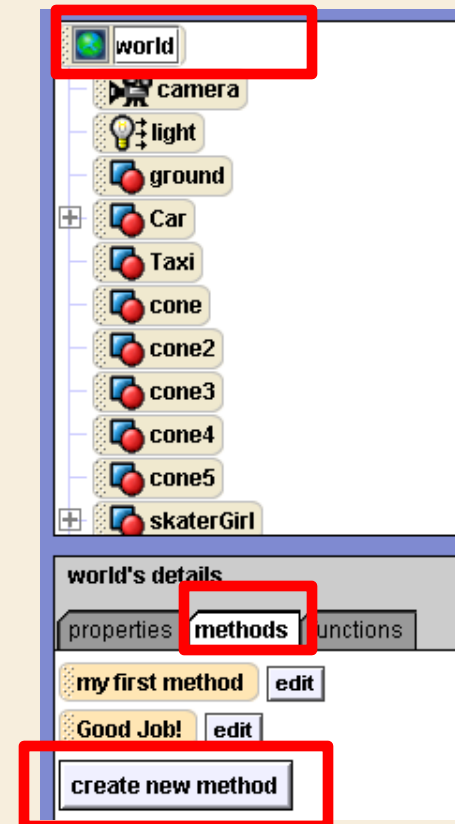 world
camera
light
ground
Car
Taxi
cone
cone2
cone3
cone4
cone5
skaterGirl
world's details
properties methods unctions
my first method edit
Good Job! edit
create new method